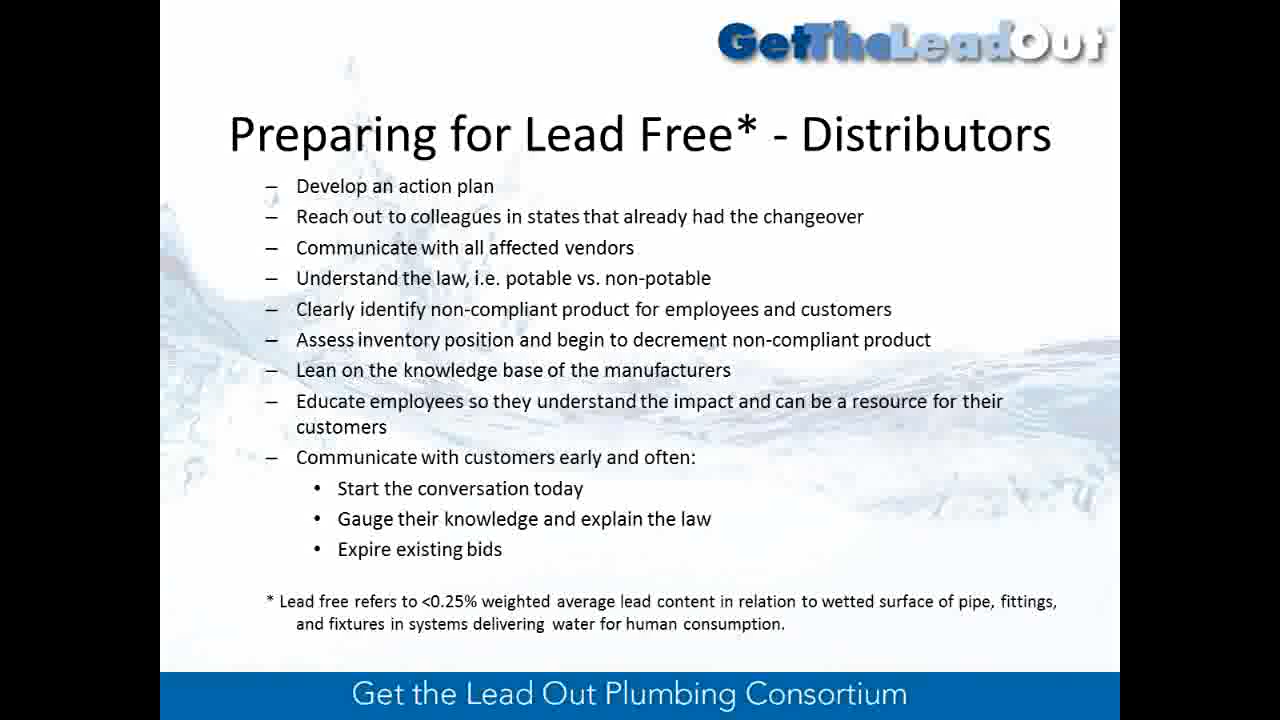 GetTheLeadOut
Preparing for Lead Free* - Distributors
– Develop an action plan
– Reach out to colleagues in states that already had the changeover
– Communicate with all affected vendors
– Understand the law, i.e. potable vs. non-potable
– Clearly identify non-compliant product for employees and customers
– Assess inventory position and begin to decrement non-compliant product
– Lean on the knowledge base of the manufacturers
– Educate employees so they understand the impact and can be a resource for their
customers
– Communicate with customers early and often:
• Start the conversation today
• Gauge their knowledge and explain the law
• Expire existing bids
* Lead free refers to <0.25% weighted average lead content in relation to wetted surface of pipe, fittings,
and fixtures in systems delivering water for human consumption.
Get the Lead Out Plumbing Consortium